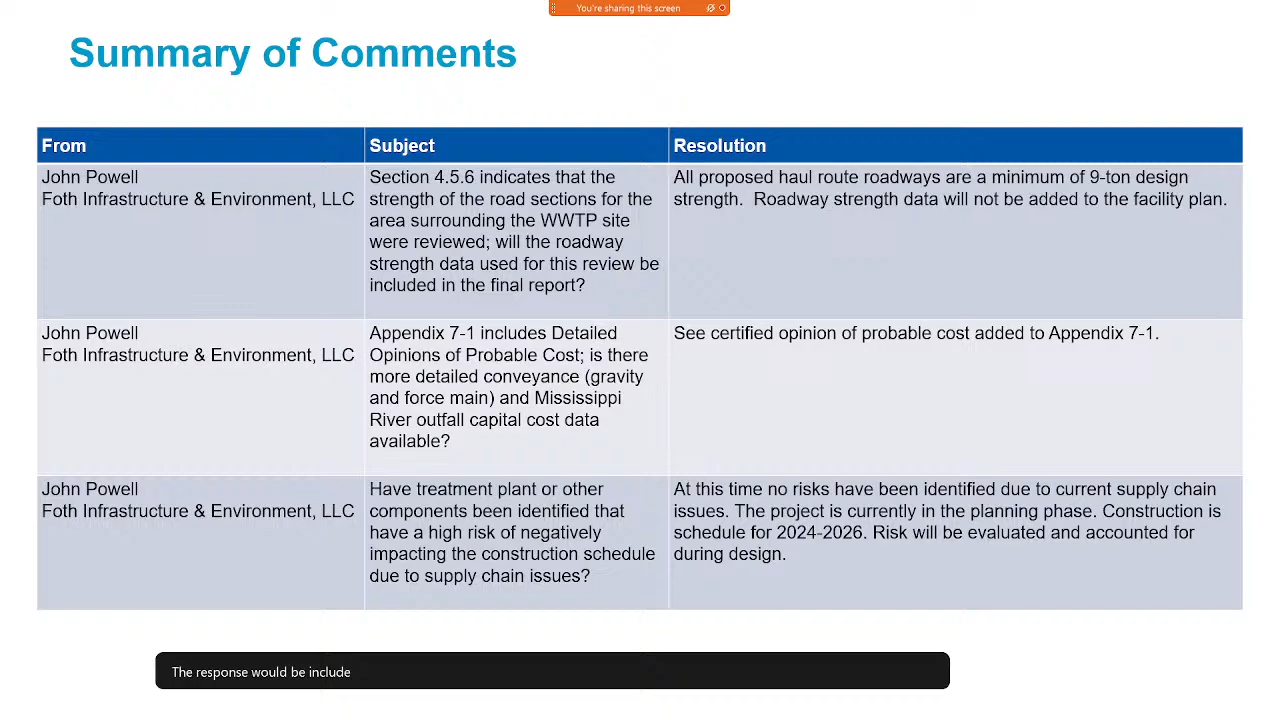 You're sharing this screen
Summary of Comments
From
Subject
Resolution
John Powell
Foth Infrastructure & Environment, LLC
Section 4.5.6 indicates that the
strength of the road sections for the
area surrounding the WWTP site
were reviewed; will the roadway
strength data used for this review be
included in the final report?
All proposed haul route roadways are a minimum of 9-ton design
strength.  Roadway strength data will not be added to the facility plan.
John Powell
Foth Infrastructure & Environment, LLC
Appendix 7-1 includes Detailed
Opinions of Probable Cost; is there
more detailed conveyance (gravity
and force main) and Mississippi
River outfall capital cost data
available?
See certified opinion of probable cost added to Appendix 7-1.
John Powell
Foth Infrastructure & Environment, LLC
Have treatment plant or other
components been identified that
have a high risk of negatively
impacting the construction schedule
due to supply chain issues?
At this time no risks have been identified due to current supply chain
issues. The project is currently in the planning phase. Construction is
schedule for 2024-2026. Risk will be evaluated and accounted for
during design.
The response would be include